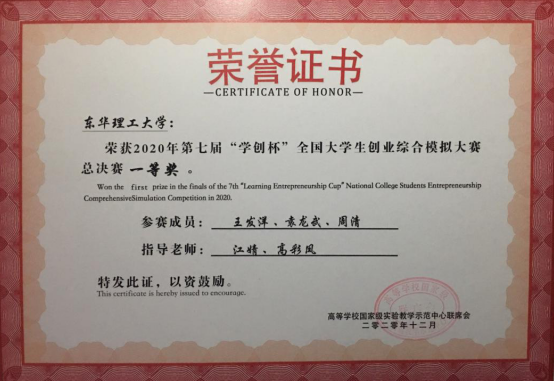 荣誉证书
—CERTIFICATE OF HONOR—
东华理工大学：
荣获2020年第七届“学创杯”全国大学生创业综合模拟大赛
总决赛 一等奖 。
Won the first prize in the finals of the 7th "Learning Entrepreneurship Cup" National College Students Entrepreneurship
ComprehensiveSimulation Competition in 2020.
参赛成员： 王发洋、袁龙武、周清
指导老师： 江婧、高彩凤
特发此证，以资鼓励。
This certificate is hereby issued to encourage.
高等学校国家级实验教学示范中心联席会
二〇二〇年十二月